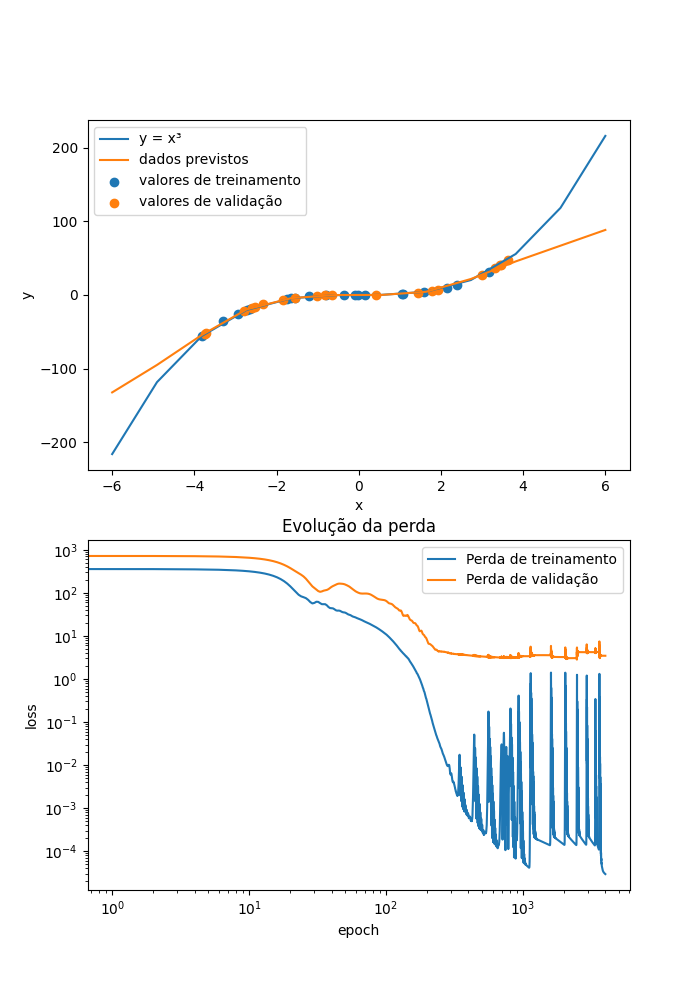 y = x³
dados previstos
valores de treinamento
valores de validação
200
100
0
−100
−200
y
−6
−4
−2
0
2
4
6
x
Evolução da perda
Perda de treinamento
Perda de validação
10³
10²
10¹
10⁰
10⁻¹
10⁻²
10⁻³
10⁻⁴
loss
10⁰
10¹
10²
10³
epoch